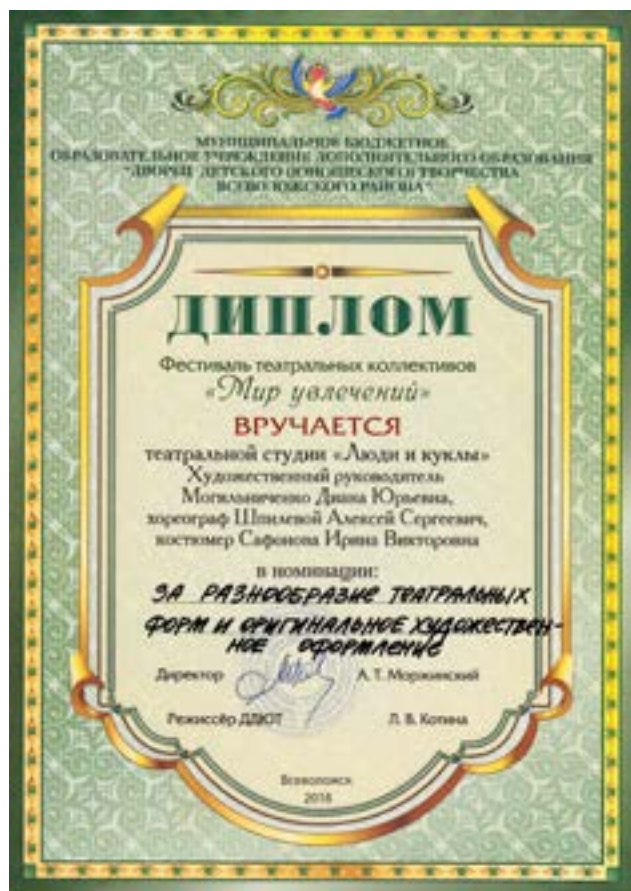 МУНИЦИПАЛЬНОЕ БЮДЖЕТНОЕ
ОБРАЗОВАТЕЛЬНОЕ УЧРЕЖДЕНИЕ ДОПОЛНИТЕЛЬНОГО ОБРАЗОВАНИЯ
"ДВОРЕЦ ДЕТСКОГО (ЮНОШЕСКОГО) ТВОРЧЕСТВА
ВСЕВОЛОЖСКОГО РАЙОНА"
ДИПЛОМ
Фестиваль театральных коллективов
«Мир увлечений»
ВРУЧАЕТСЯ
театральной студии «Люди и куклы»
Художественный руководитель
Могильниченко Диана Юрьевна,
хореограф Шпилевой Алексей Сергеевич,
костюмер Сафонова Ирина Викторовна
в номинации:
ЗА РАЗНООБРАЗИЕ ТЕАТРАЛЬНЫХ
ФОРМ И ОРИГИНАЛЬНОЕ ХУДОЖЕСТВЕН-
НОЕ ОФОРМЛЕНИЕ
Директор А. Т. Моржинский
Режиссёр ДДЮТ Л. В. Котина
Всеволожск
2018